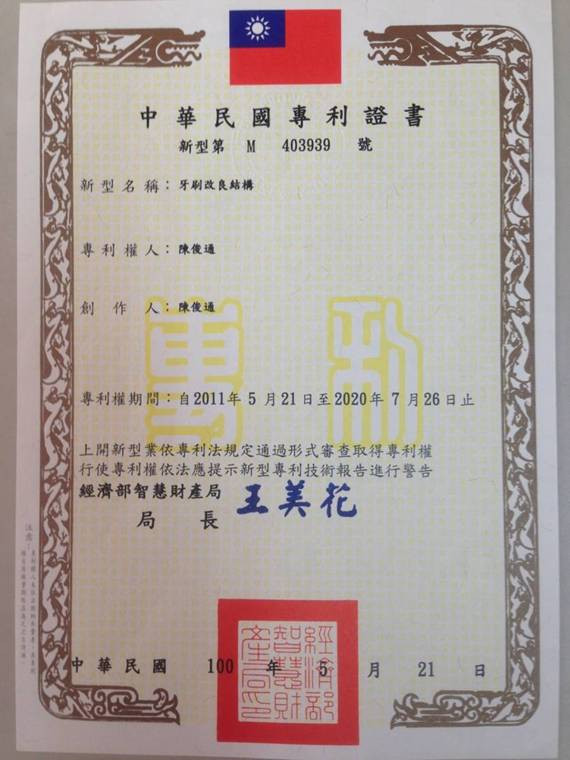 中華民國專利證書
新型第 M 403939 號
新型名稱：牙刷改良結構
專利權人：陳俊通
創作人：陳俊通
專利
專利權期間：自2011年 5 月21日至2020年 7 月26日止
上開新型業依專利法規定通過形式審查取得專利權
行使專利權依法應提示新型專利技術報告進行警告
經濟部智慧財產局
局長 王美花
經濟部智慧財產局印
中華民國 100 年 5 月 21 日
注意：